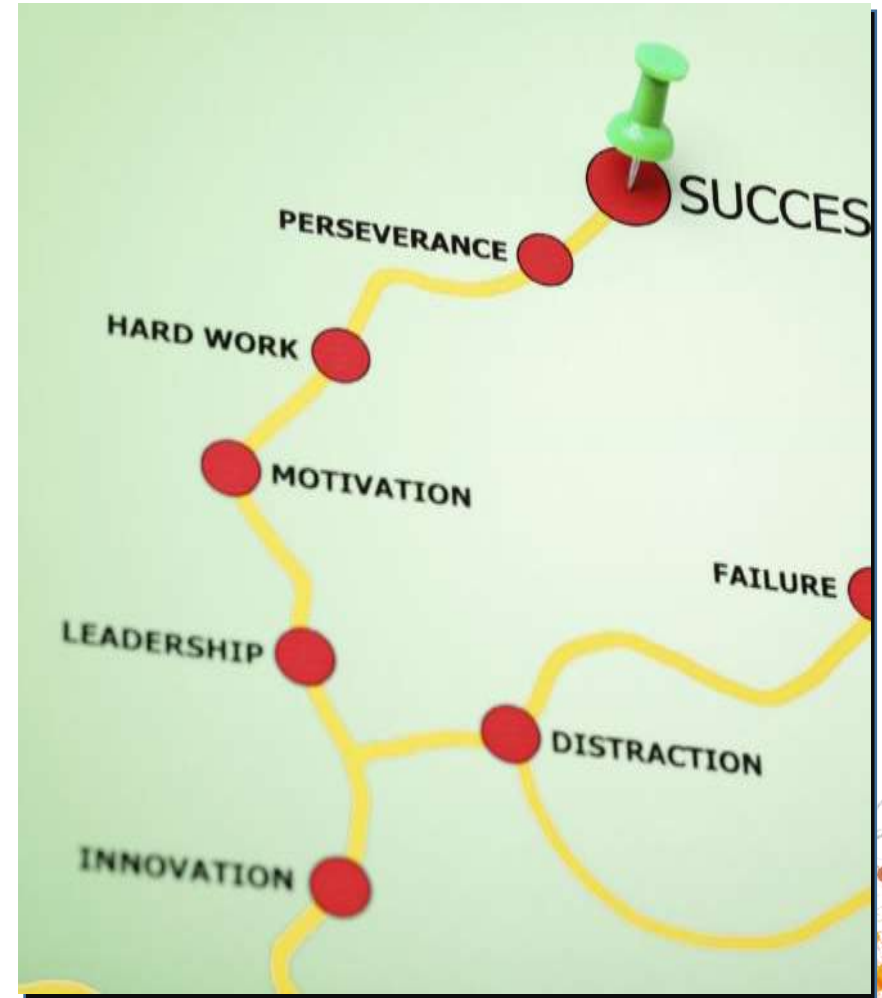 SUCCES
PERSEVERANCE
HARD WORK
MOTIVATION
FAILURE
LEADERSHIP
DISTRACTION
INNOVATION